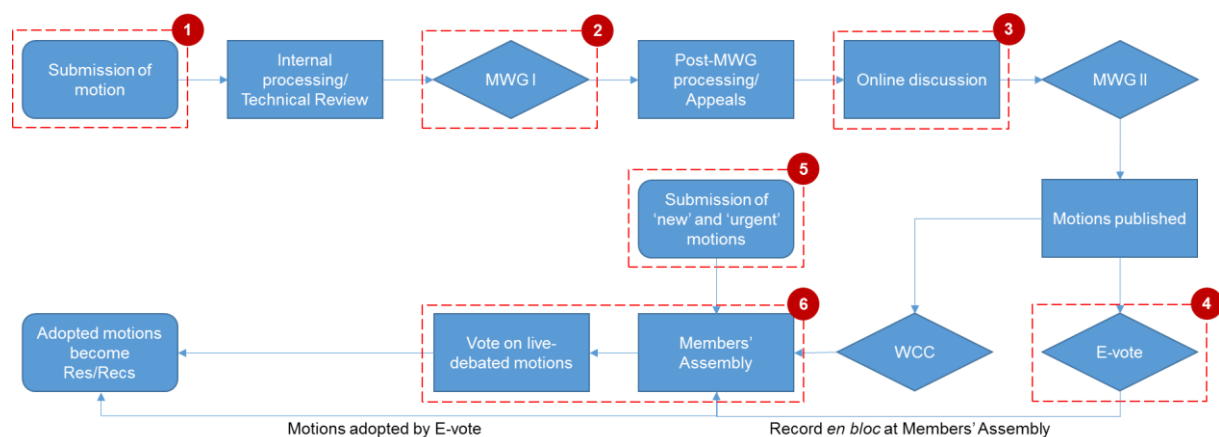 1
Submission of
motion
Internal
processing/
Technical Review
2
MWG I
Post-MWG
processing/
Appeals
3
Online discussion
MWG II
5
Submission of
‘new’ and ‘urgent’
motions
Motions published
6
4
Adopted motions
become
Res/Recs
Vote on live-
debated motions
Members’
Assembly
WCC
E-vote
Motions adopted by E-vote
Record en bloc at Members’ Assembly